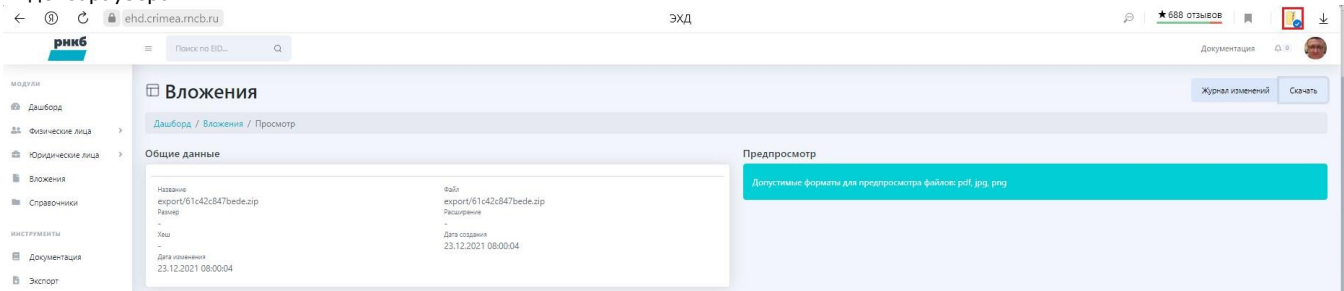 ehd.crimea.rncb.ru
ЭХД
★688 отзывов
рнкб
Поиск по EID...
Документация
0
МОДУЛИ
Дашборд
Физические лица
Юридические лица
Вложения
Справочники
ИНСТРУМЕНТЫ
Документация
Экспорт
Вложения
Журнал изменений
Скачать
Дашборд / Вложения / Просмотр
Общие данные
Название
export/61c42c847bede.zip
Размер
-
Хеш
-
Дата изменения
23.12.2021 08:00:04
Файл
export/61c42c847bede.zip
Расширение
-
Дата создания
23.12.2021 08:00:04
Предпросмотр
Допустимые форматы для предпросмотра файлов: pdf, jpg, png